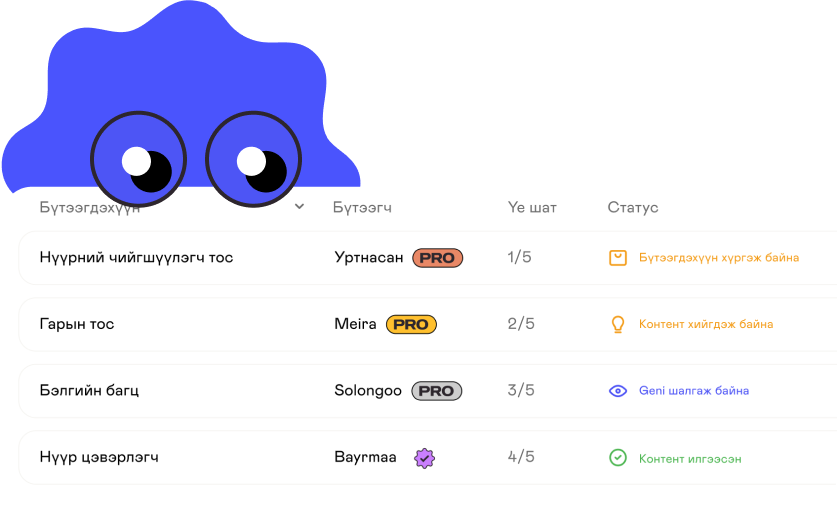 Бүтээгдэхүүн Бүтээгч Үе шат Статус
Нүүрний чийгшүүлэгч тос Уртнасан PRO 1/5 Бүтээгдэхүүн хүргэж байна
Гарын тос Meira PRO 2/5 Контент хийгдэж байна
Бэлгийн багц Solongoo PRO 3/5 Geni шалгаж байна
Нүүр цэвэрлэгч Bayrmaa 4/5 Контент илгээсэн